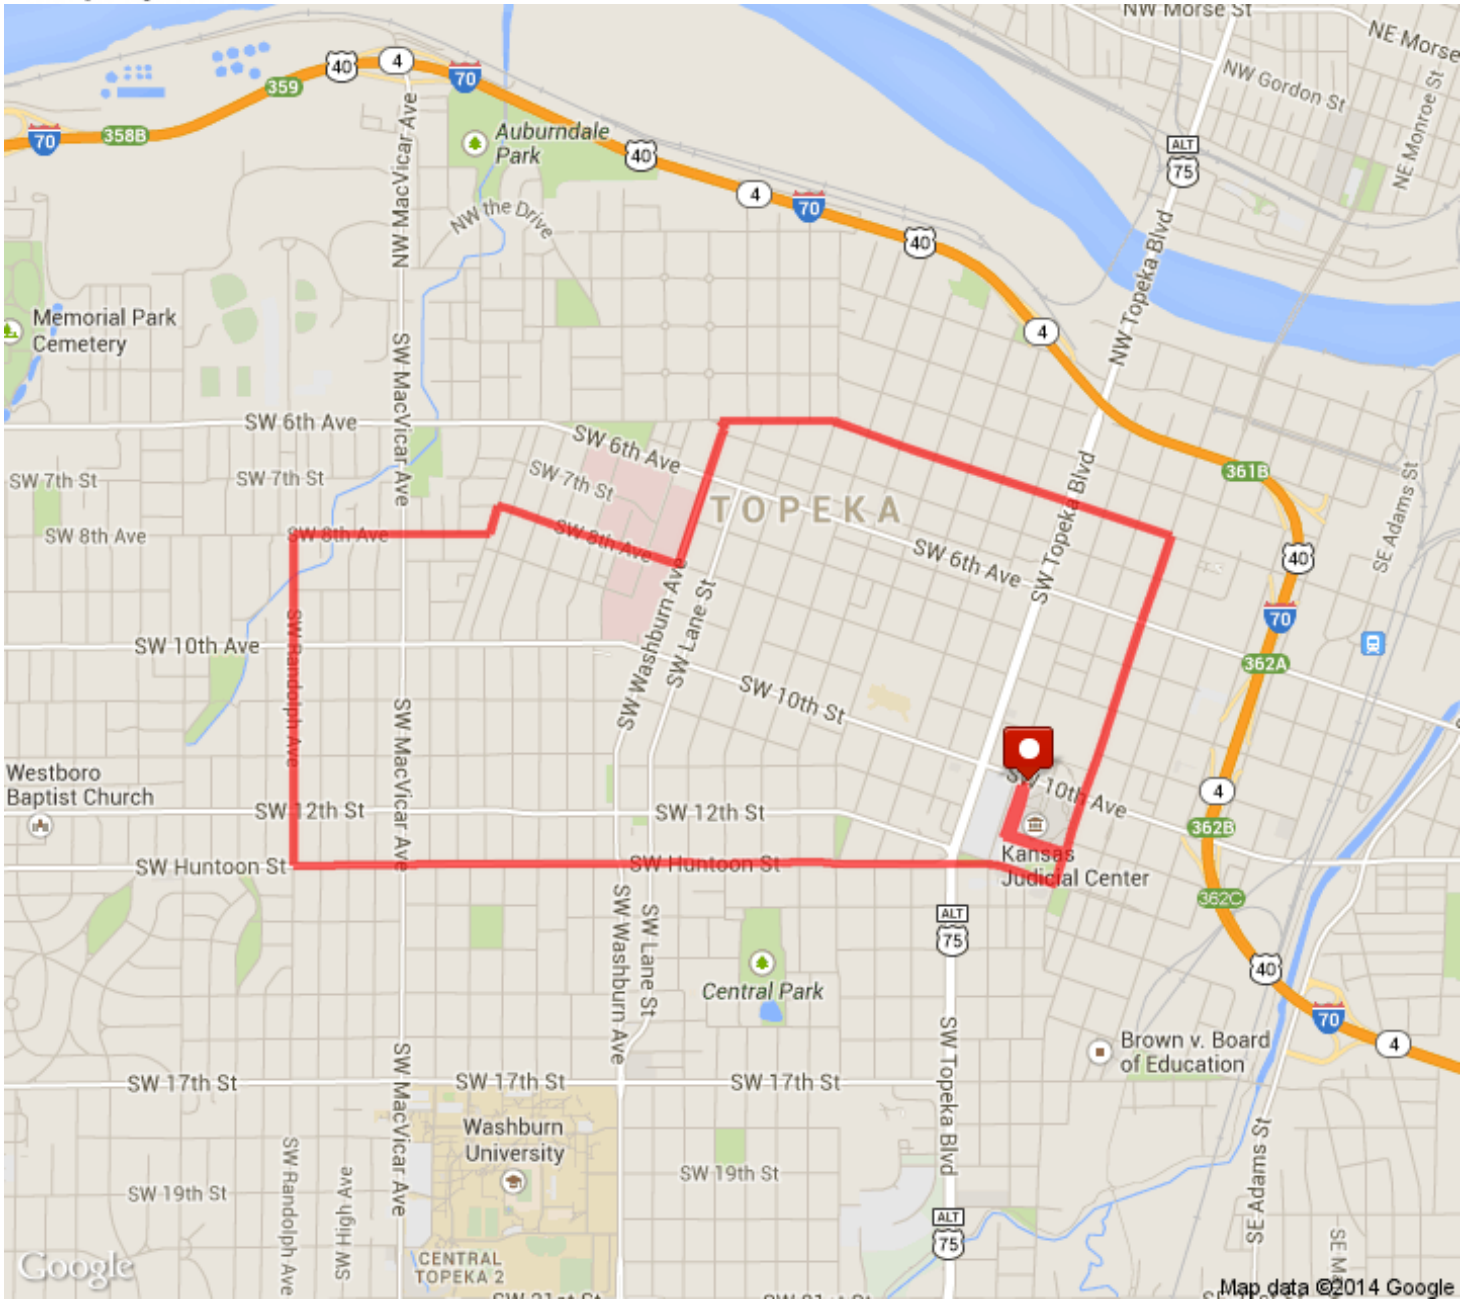 NW Morse St
NE Morse
40
4
70
359
NW Gordon St
70
358B
NW MacVicar Ave
Auburndale
Park
40
ALT
75
NE Monroe St
4
70
NW the Drive
40
NW Topeka Blvd
Memorial Park
Cemetery
4
SW MacVicar Ave
SW 6th Ave
SW 6th Ave
SW 7th St
SW 7th St
SW 7th St
361B
TOPEKA
SW Topeka Blvd
SE Adams St
SW 8th Ave
SW 8th Ave
SW 8th Ave
SW 6th Ave
40
70
SW 10th Ave
SW Randolph Ave
SW Washburn Ave
SW Lane St
362A
SW 10th St
SW MacVicar Ave
Westboro
Baptist Church
SW 10th Ave
4
SW 12th St
SW 12th St
362B
SW Huntoon St
SW Huntoon St
Kansas
Judicial Center
362C
SW Washburn Ave
SW Lane St
ALT
75
40
Central Park
70
4
SW MacVicar Ave
SW Topeka Blvd
Brown v. Board
of Education
SW 17th St
SW 17th St
SW 17th St
Washburn
University
SE Adams St
SW Randolph Ave
SW High Ave
SW 19th St
SW 19th St
ALT
75
CENTRAL
TOPEKA 2
Google
SW 21st St
Map data ©2014 Google